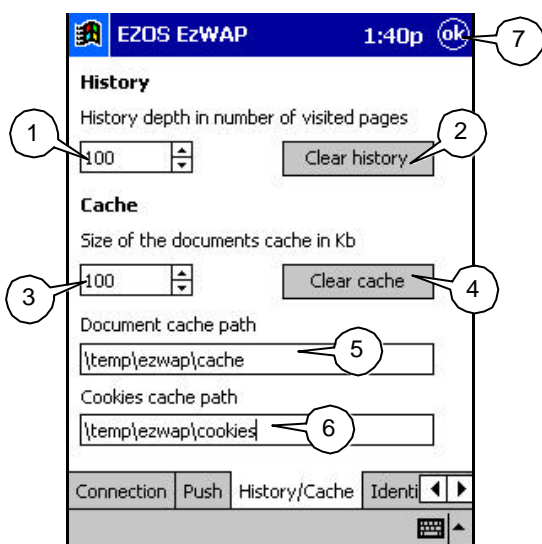 EZOS EzWAP 1:40p ok 7
History
History depth in number of visited pages
1 100 Clear history 2
Cache
Size of the documents cache in Kb
3 100 Clear cache 4
Document cache path
\temp\ezwap\cache 5
Cookies cache path
\temp\ezwap\cookies 6
Connection Push History/Cache Identi